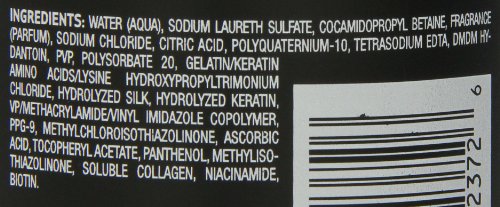 INGREDIENTS: WATER (AQUA), SODIUM LAURETH SULFATE, COCAMIDOPROPYL BETAINE, FRAGRANCE
(PARFUM), SODIUM CHLORIDE, CITRIC ACID, POLYQUATERNIUM-10, TETRASODIUM EDTA, DMDM HY-
DANTOIN, PVP, POLYSORBATE 20, GELATIN/KERATIN
AMINO ACIDS/LYSINE HYDROXYPROPYLTRIMONIUM
CHLORIDE, HYDROLYZED SILK, HYDROLYZED KERATIN,
VP/METHACRYLAMIDE/VINYL IMIDAZOLE COPOLYMER,
PPG-9, METHYLCHLOROISOTHIAZOLINONE, ASCORBIC
ACID, TOCOPHERYL ACETATE, PANTHENOL, METHYLISO-
THIAZOLINONE, SOLUBLE COLLAGEN, NIACINAMIDE,
BIOTIN.
6
2372